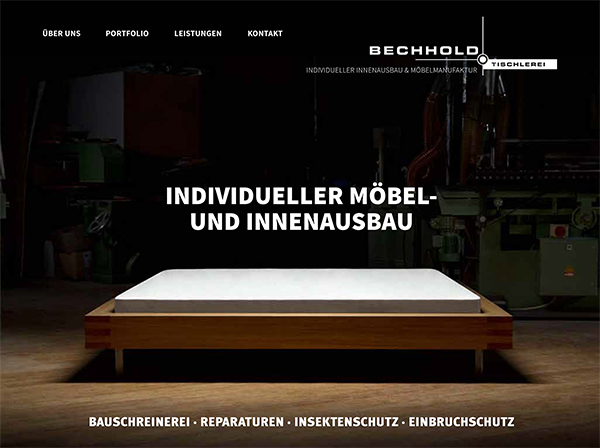 ÜBER UNS PORTFOLIO LEISTUNGEN KONTAKT
BECHHOLD
TISCHLEREI
INDIVIDUELLER INNENAUSBAU & MÖBELMANUFAKTUR
INDIVIDUELLER MÖBEL-
UND INNENAUSBAU
BAUSCHREINEREI · REPARATUREN · INSEKTENSCHUTZ · EINBRUCHSCHUTZ